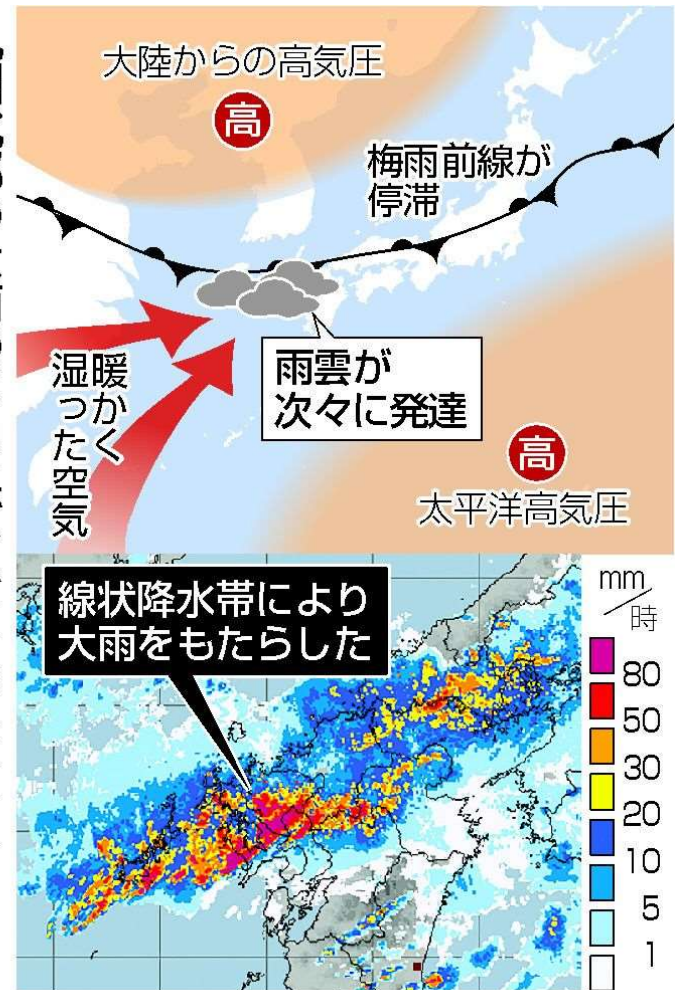 大陸からの高気圧
高
梅雨前線が
停滞
雨雲が
次々に発達
暖かく
湿った空気
高
太平洋高気圧
線状降水帯により
大雨をもたらした
mm
／時
80
50
30
20
10
5
1